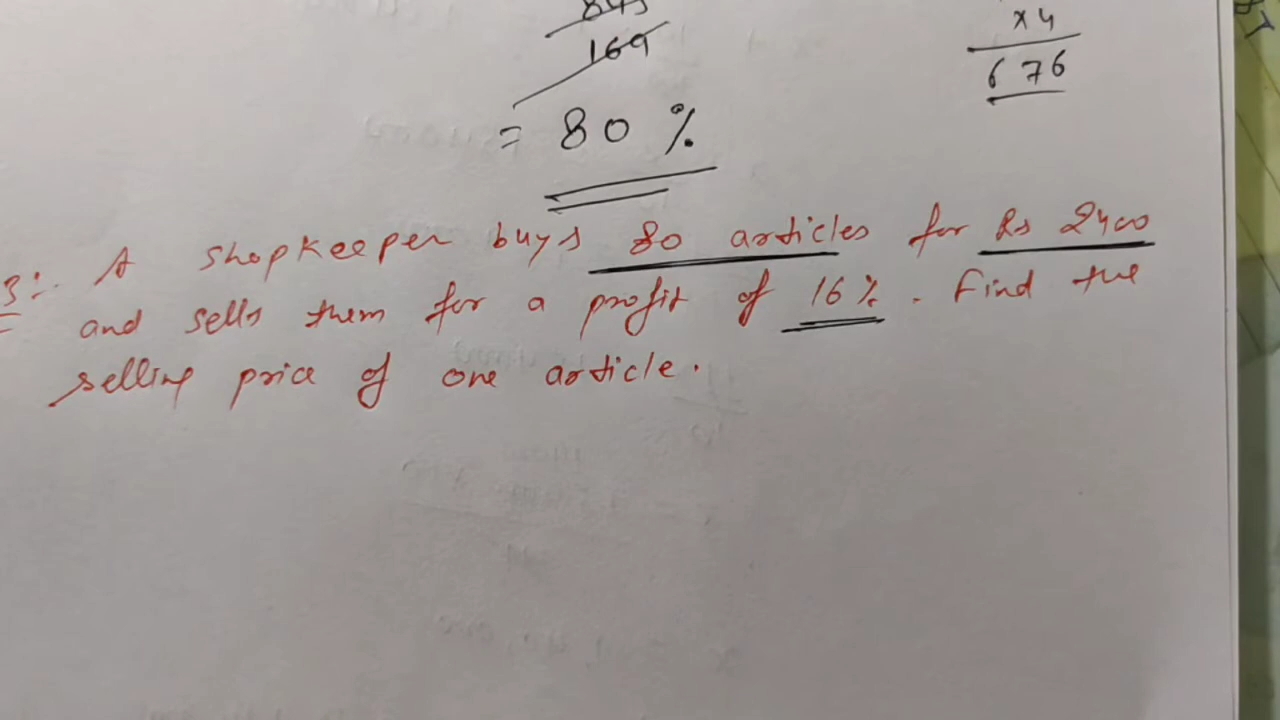 169
x 4
676
= 80 %
3:. A shopkeeper buys 80 articles for Rs 2400
and sells them for a profit of 16%. Find the
selling price of one article.